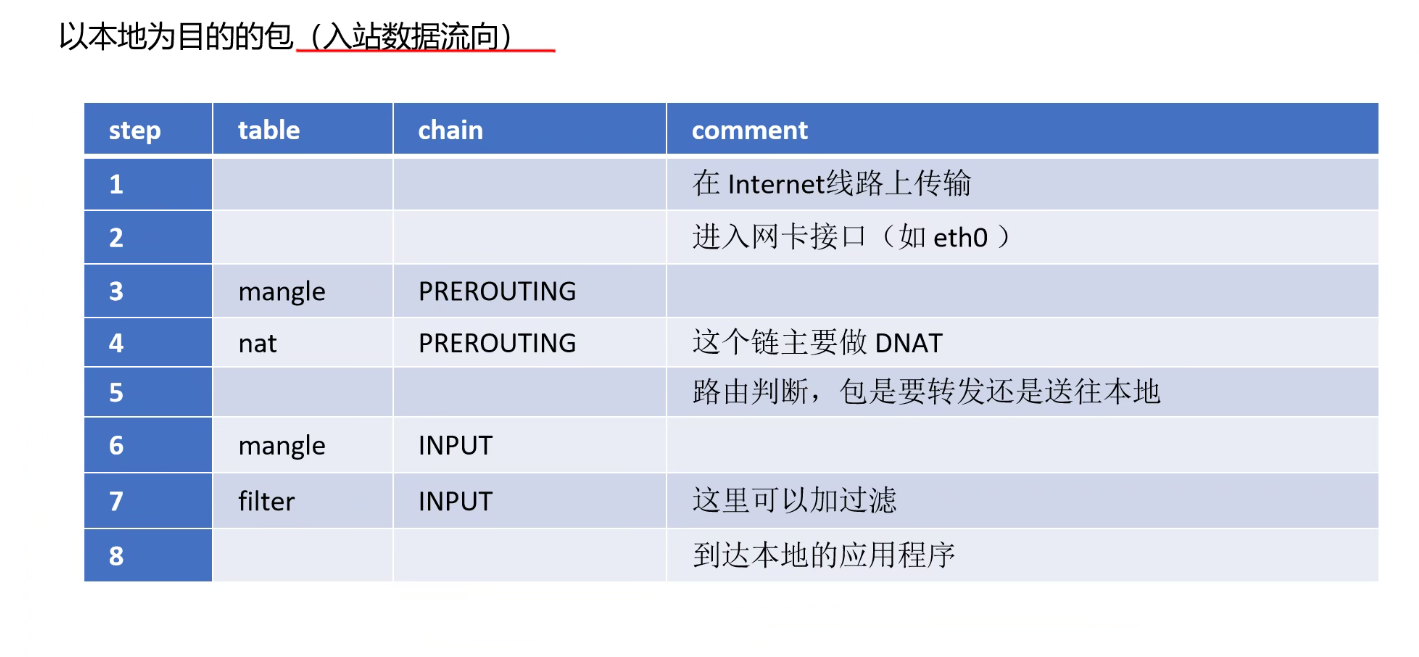 以本地为目的的包（入站数据流向）
step table chain comment
1 在 Internet线路上传输
2 进入网卡接口（如 eth0 ）
3 mangle PREROUTING
4 nat PREROUTING 这个链主要做 DNAT
5 路由判断，包是要转发还是送往本地
6 mangle INPUT
7 filter INPUT 这里可以加过滤
8 到达本地的应用程序